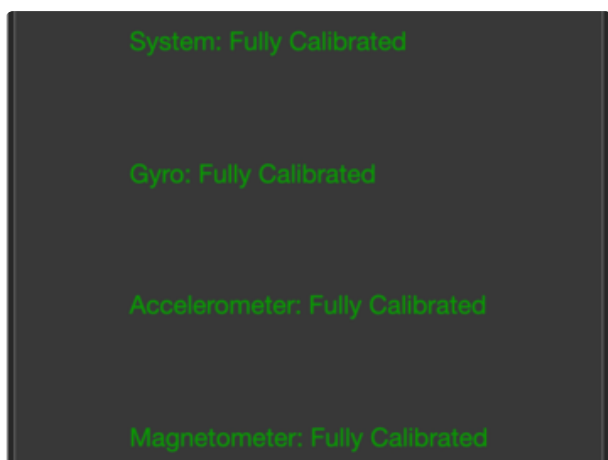 System: Fully Calibrated
Gyro: Fully Calibrated
Accelerometer: Fully Calibrated
Magnetometer: Fully Calibrated